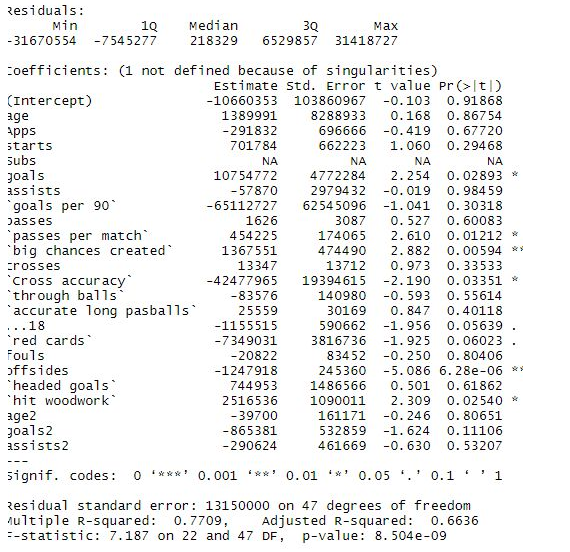 Residuals:
Min 1Q Median 3Q Max
-31670554 -7545277 218329 6529857 31418727
Coefficients: (1 not defined because of singularities)
Estimate Std. Error t value Pr(>|t|)
(Intercept) -10660353 103860967 -0.103 0.91868
age 1389991 8288933 0.168 0.86754
Apps -291832 696666 -0.419 0.67720
starts 701784 662223 1.060 0.29468
Subs NA NA NA NA
goals 10754772 4772284 2.254 0.02893 *
assists -57870 2979432 -0.019 0.98459
`goals per 90` -65112727 62545096 -1.041 0.30318
passes 1626 3087 0.527 0.60083
`passes per match` 454225 174065 2.610 0.01212 *
`big chances created` 1367551 474490 2.882 0.00594 **
crosses 13347 13712 0.973 0.33533
`Cross accuracy` -42477965 19394615 -2.190 0.03351 *
`through balls` -83576 140980 -0.593 0.55614
`accurate long pasballs` 25559 30169 0.847 0.40118
...18 -1155515 590662 -1.956 0.05639 .
`red cards` -7349031 3816736 -1.925 0.06023 .
fouls -20822 83452 -0.250 0.80406
offsides -1247918 245360 -5.086 6.28e-06 **
`headed goals` 744953 1486566 0.501 0.61862
`hit woodwork` 2516536 1090011 2.309 0.02540 *
age2 -39700 161171 -0.246 0.80651
goals2 -865381 532859 -1.624 0.11106
assists2 -290624 461669 -0.630 0.53207
---
Signif. codes: 0 ‘***’ 0.001 ‘**’ 0.01 ‘*’ 0.05 ‘.’ 0.1 ‘ ’ 1
Residual standard error: 13150000 on 47 degrees of freedom
Multiple R-squared: 0.7709, Adjusted R-squared: 0.6636
F-statistic: 7.187 on 22 and 47 DF, p-value: 8.504e-09